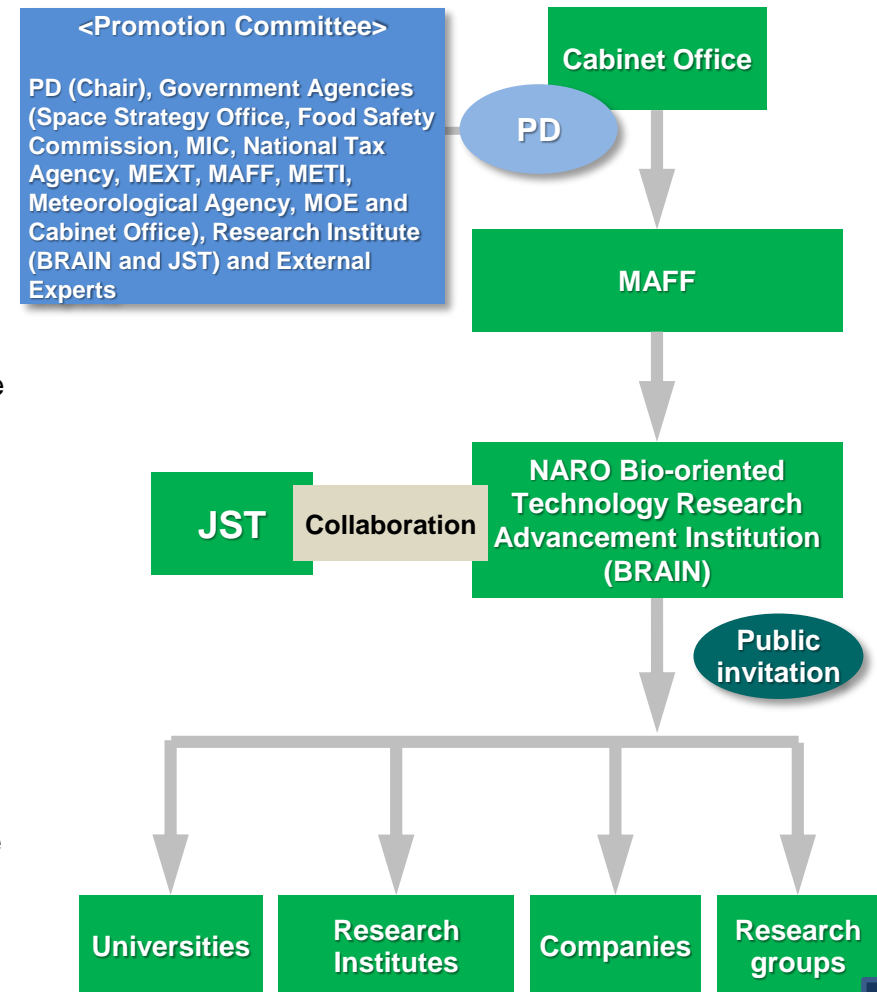 <Promotion Committee>
PD (Chair), Government Agencies
(Space Strategy Office, Food Safety
Commission, MIC, National Tax
Agency, MEXT, MAFF, METI,
Meteorological Agency, MOE and
Cabinet Office), Research Institute
(BRAIN and JST) and External
Experts
Cabinet Office
PD
MAFF
JST
Collaboration
NARO Bio-oriented
Technology Research
Advancement Institution
(BRAIN)
Public
invitation
Universities
Research
Institutes
Companies
Research
groups